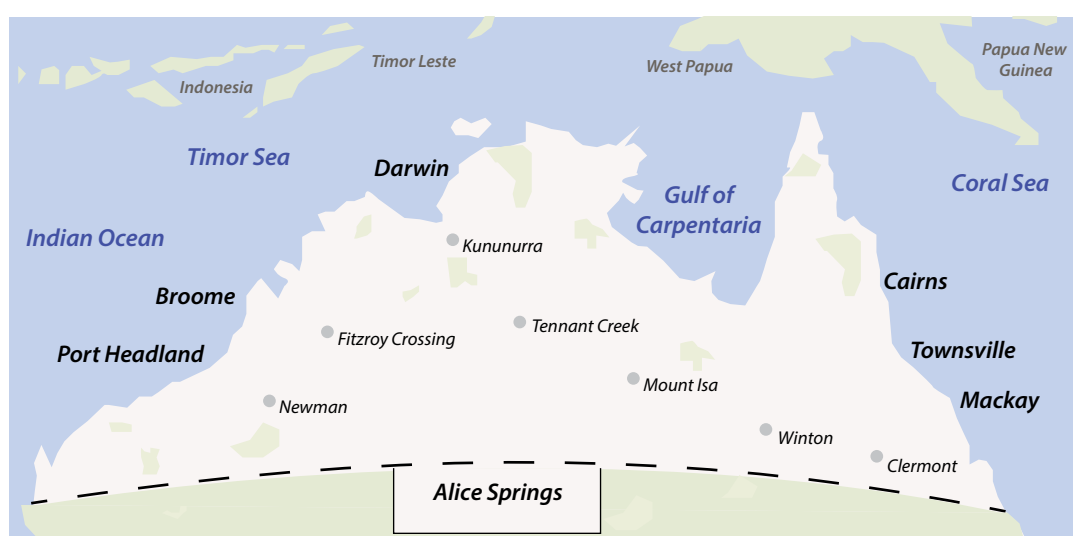 Timor Leste
West Papua
Papua New
Guinea
Indonesia
Timor Sea
Darwin
Coral Sea
Gulf of
Carpentaria
Indian Ocean
Kununurra
Broome
Cairns
Tennant Creek
Fitzroy Crossing
Port Headland
Townsville
Mount Isa
Newman
Mackay
Winton
Clermont
Alice Springs